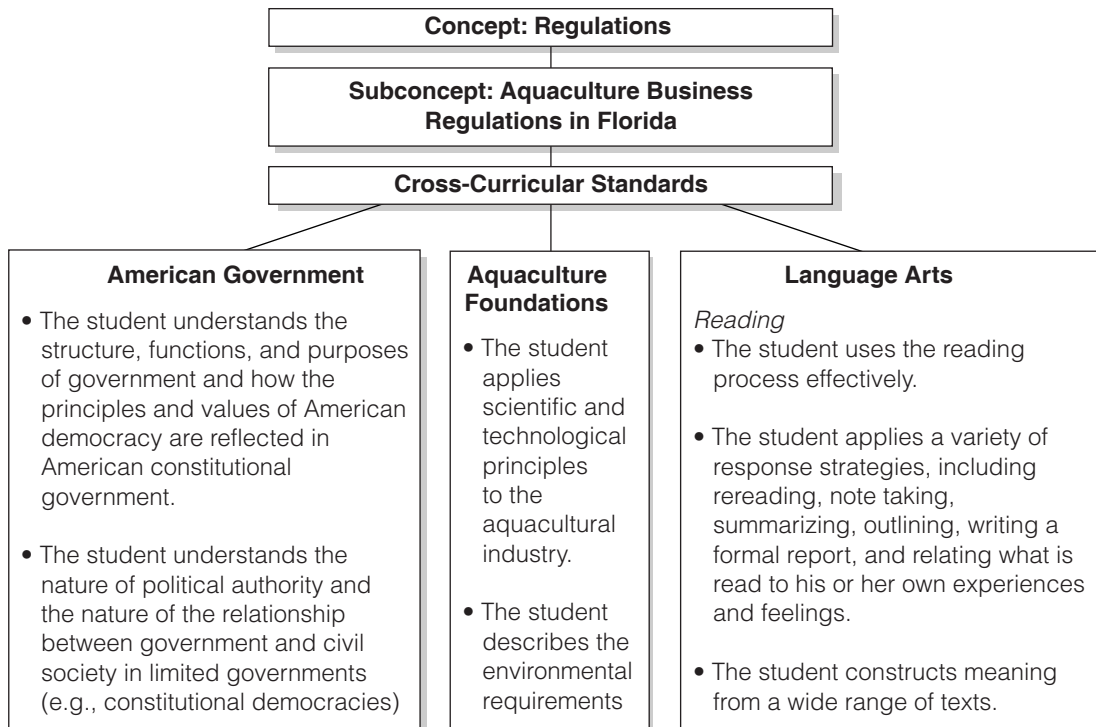 Concept: Regulations
Subconcept: Aquaculture Business
Regulations in Florida
Cross-Curricular Standards
American Government
• The student understands the
structure, functions, and purposes
of government and how the
principles and values of American
democracy are reflected in
American constitutional
government.
• The student understands the
nature of political authority and
the nature of the relationship
between government and civil
society in limited governments
(e.g., constitutional democracies)
Aquaculture
Foundations
• The student
applies
scientific and
technological
principles
to the
aquacultural
industry.
• The student
describes the
environmental
requirements
Language Arts
Reading
• The student uses the reading
process effectively.
• The student applies a variety of
response strategies, including
rereading, note taking,
summarizing, outlining, writing a
formal report, and relating what is
read to his or her own experiences
and feelings.
• The student constructs meaning
from a wide range of texts.